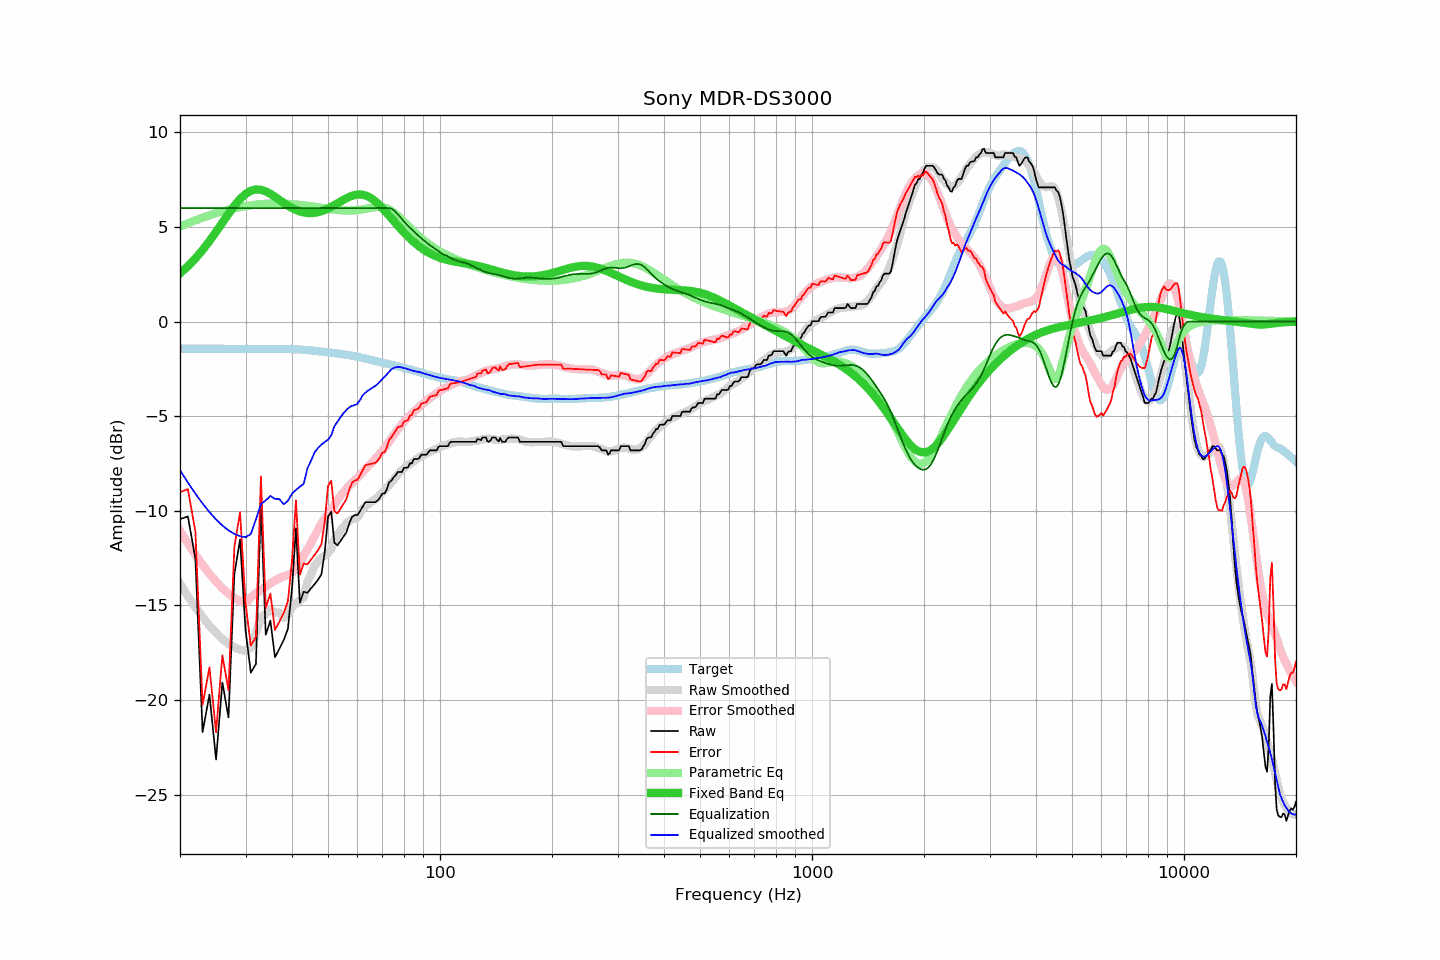 Sony MDR-DS3000
10
5
0
−5
−10
−15
−20
−25
Amplitude (dBr)
100
1000
10000
Frequency (Hz)
Target
Raw Smoothed
Error Smoothed
Raw
Error
Parametric Eq
Fixed Band Eq
Equalization
Equalized smoothed